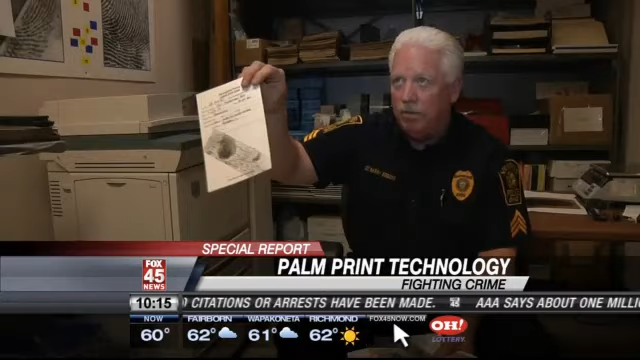 SPECIAL REPORT
PALM PRINT TECHNOLOGY
FIGHTING CRIME
FOX
45
NEWS
10:15
CITATIONS OR ARRESTS HAVE BEEN MADE. 45 AAA SAYS ABOUT ONE MILLI
NOW FAIRBORN WAPAKONETA RICHMOND FOX45NOW.COM OH!
60° 62° 61° 62° LOTTERY